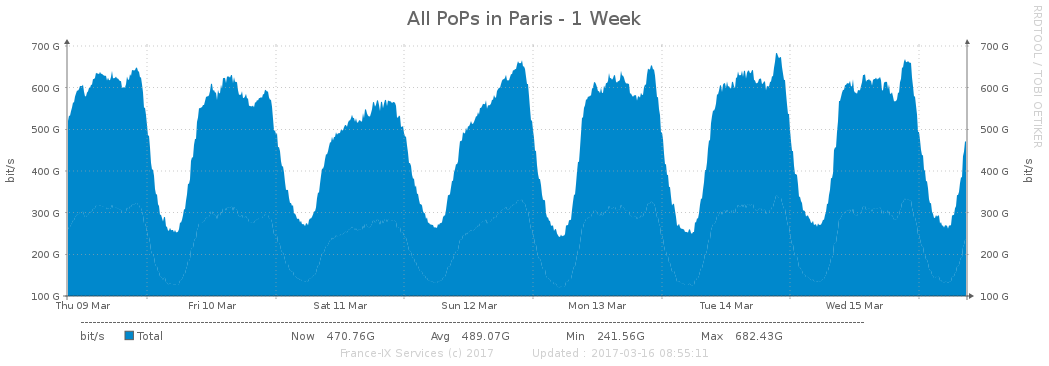 All PoPs in Paris - 1 Week
RRDTOOL / TOBI OETIKER
700 G 700 G
600 G 600 G
500 G 500 G
400 G 400 G
300 G 300 G
200 G 200 G
100 G 100 G
bit/s
bit/s
Thu 09 Mar Fri 10 Mar Sat 11 Mar Sun 12 Mar Mon 13 Mar Tue 14 Mar Wed 15 Mar
bit/s Total Now 470.76G Avg 489.07G Min 241.56G Max 682.43G
France-IX Services (c) 2017 Updated : 2017-03-16 08:55:11